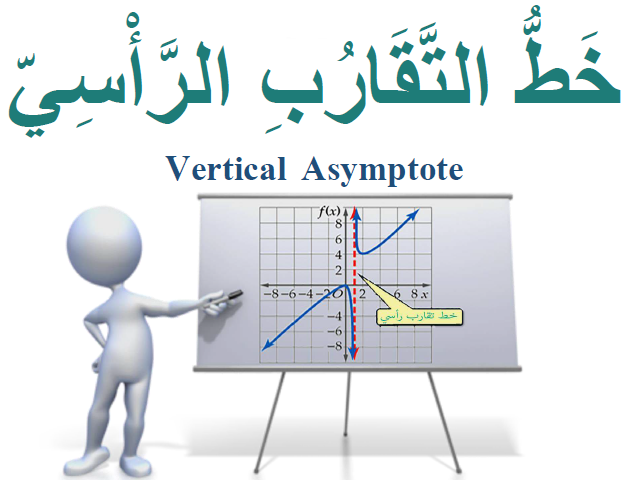 خَطُّ التَّقَارُبِ الرَّأْسِيّ
Vertical Asymptote
f(x)
8
6
4
2
-8 -6 -4 -2 O 2 6 8 x
-4
-6
-8
خط تقارب رأسي